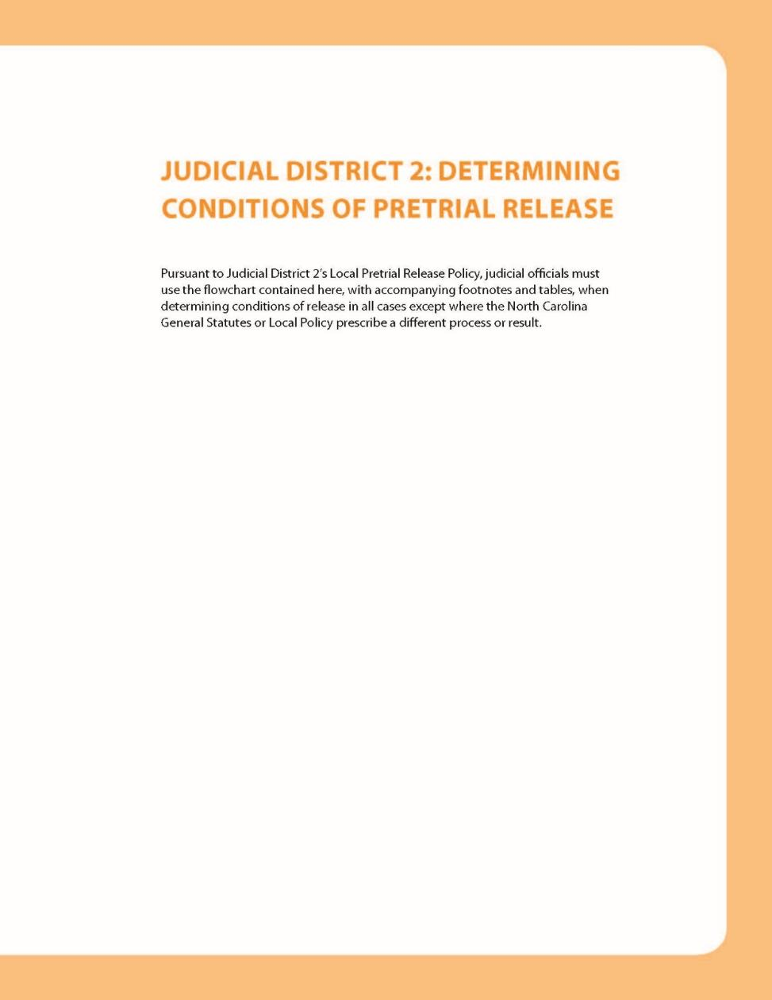 JUDICIAL DISTRICT 2: DETERMINING
CONDITIONS OF PRETRIAL RELEASE
Pursuant to Judicial District 2’s Local Pretrial Release Policy, judicial officials must
use the flowchart contained here, with accompanying footnotes and tables, when
determining conditions of release in all cases except where the North Carolina
General Statutes or Local Policy prescribe a different process or result.